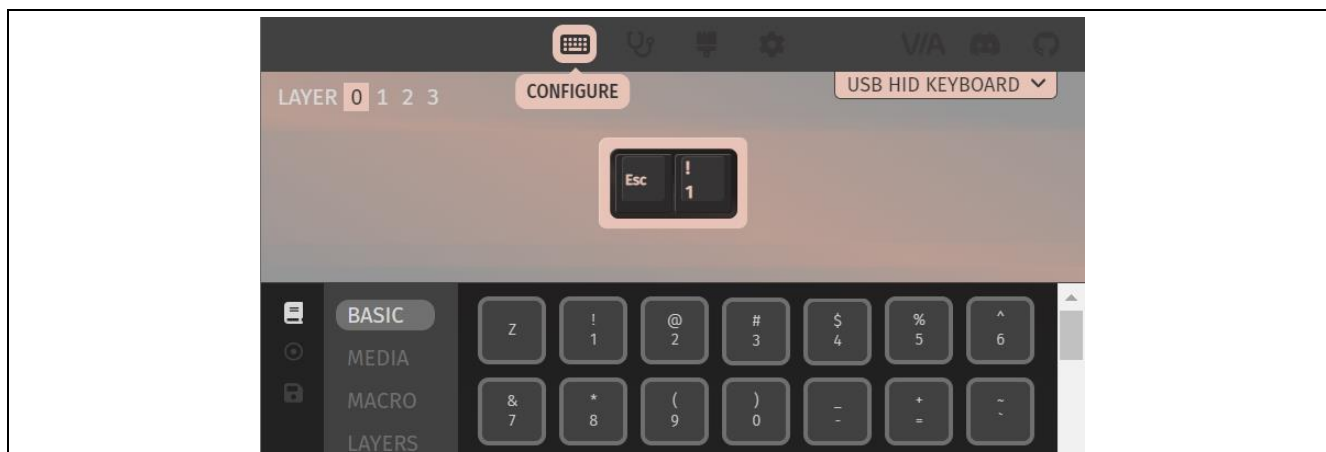 VIA
CONFIGURE
USB HID KEYBOARD
LAYER 0 1 2 3
Esc
!
1
BASIC
MEDIA
MACRO
LAYERS
Z
!
1
@
2
#
3
$
4
%
5
^
6
&
7
*
8
(
9
)
0
_
-
+
=
~
`